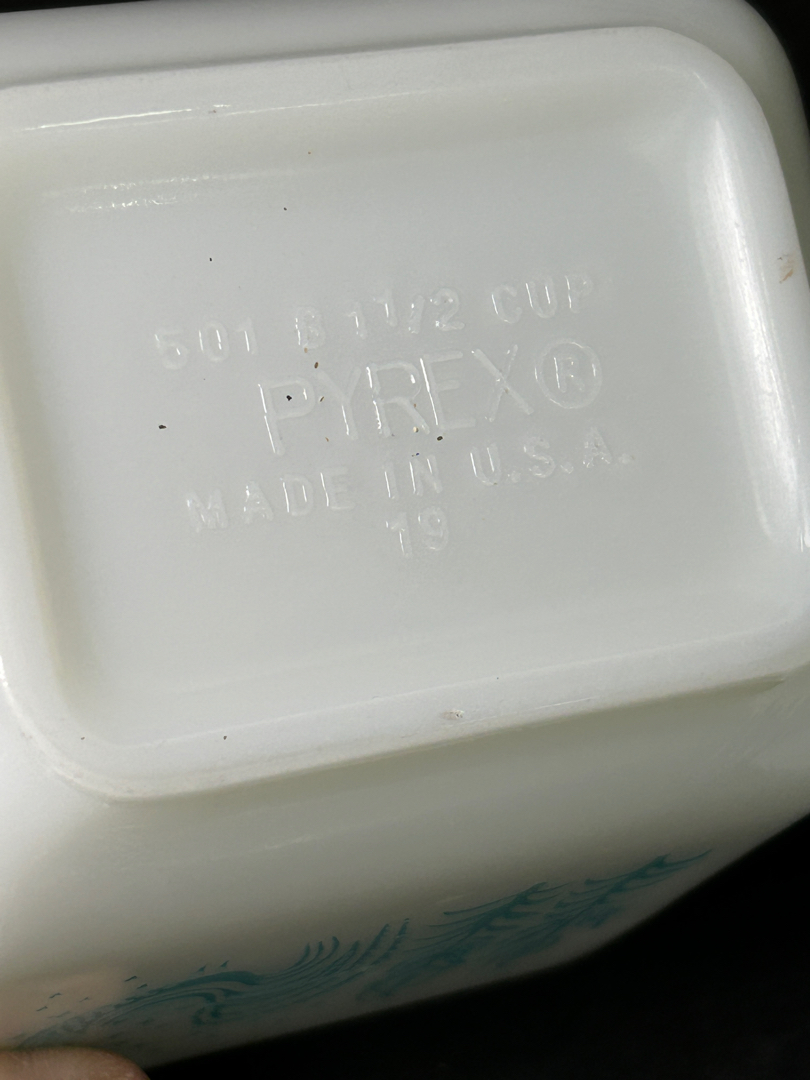 501 B 1 1/2 CUP
PYREX®
MADE IN U.S.A.
19